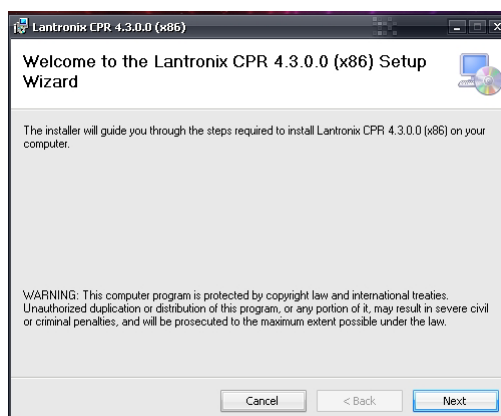 Lantronix CPR 4.3.0.0 (x86)
Welcome to the Lantronix CPR 4.3.0.0 (x86) Setup
Wizard
The installer will guide you through the steps required to install Lantronix CPR 4.3.0.0 (x86) on your
computer.
WARNING: This computer program is protected by copyright law and international treaties.
Unauthorized duplication or distribution of this program, or any portion of it, may result in severe civil
or criminal penalties, and will be prosecuted to the maximum extent possible under the law.
Cancel < Back Next